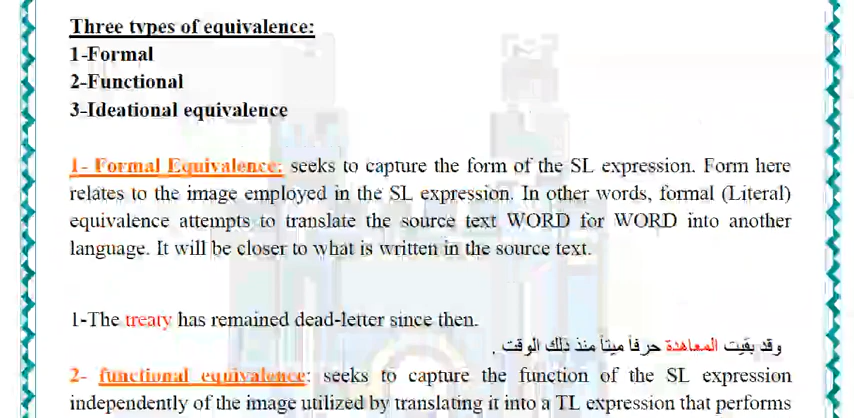 Three types of equivalence:
1-Formal
2-Functional
3-Ideational equivalence
1- Formal Equivalence: seeks to capture the form of the SL expression. Form here
relates to the image employed in the SL expression. In other words, formal (Literal)
equivalence attempts to translate the source text WORD for WORD into another
language. It will be closer to what is written in the source text.
1-The treaty has remained dead-letter since then.
وقد بقيت المعاهدة حرفاً ميتاً منذ ذلك الوقت .
2- functional equivalence: seeks to capture the function of the SL expression
independently of the image utilized by translating it into a TL expression that performs